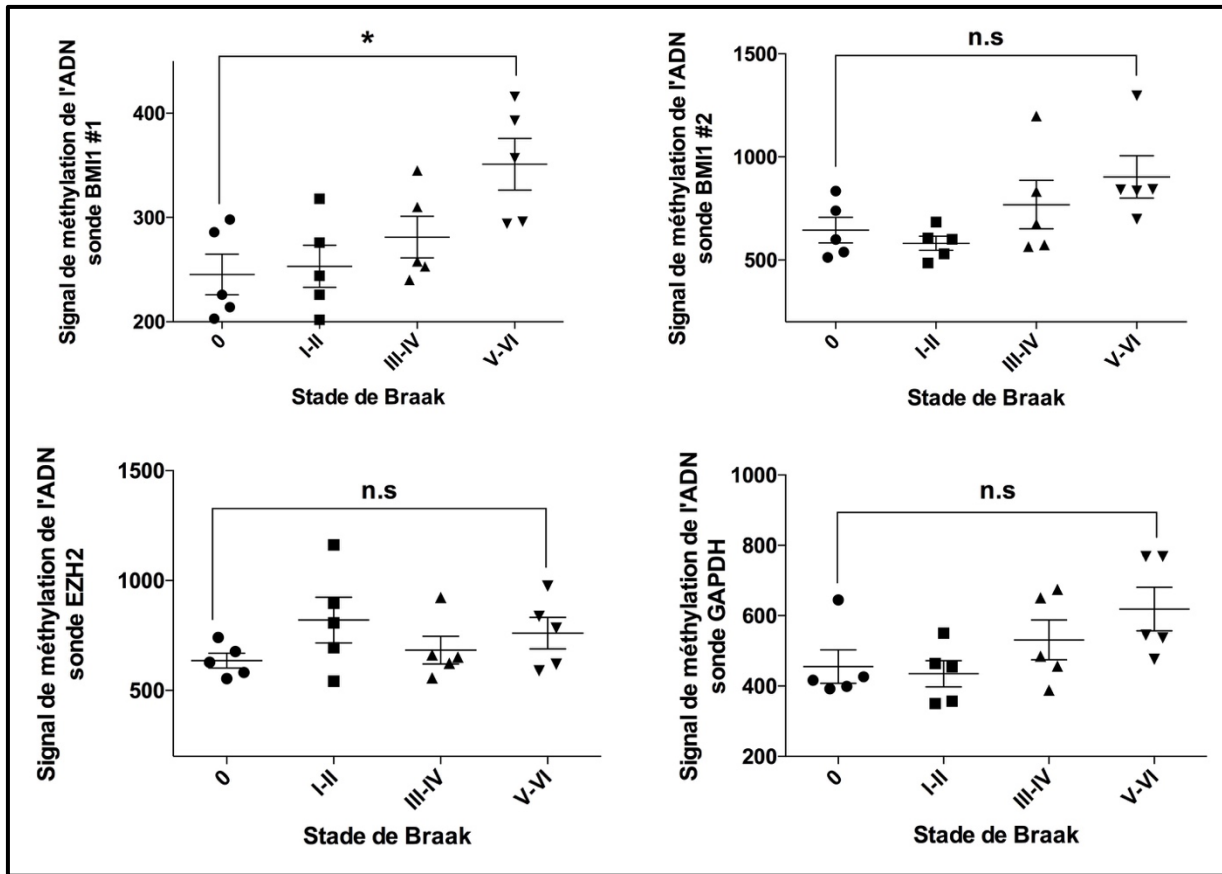 *
Signal de méthylation de l'ADN
sonde BMI1 #1
400
300
200
0
I-II
III-IV
V-VI
Stade de Braak
n.s
Signal de méthylation de l'ADN
sonde BMI1 #2
1500
1000
500
0
I-II
III-IV
V-VI
Stade de Braak
n.s
Signal de méthylation de l'ADN
sonde EZH2
1500
1000
500
0
I-II
III-IV
V-VI
Stade de Braak
n.s
Signal de méthylation de l'ADN
sonde GAPDH
1000
800
600
400
200
0
I-II
III-IV
V-VI
Stade de Braak